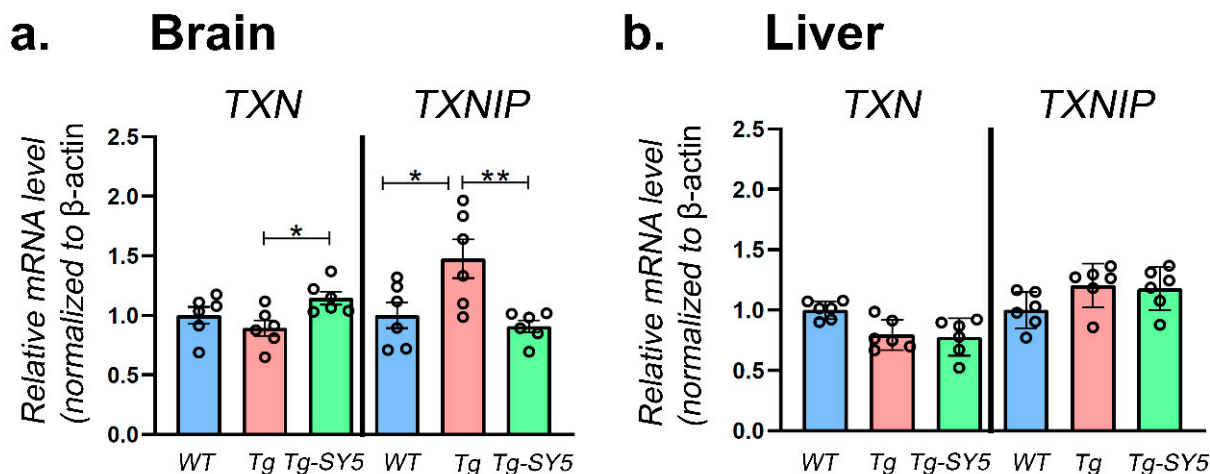 a. Brain
TXN TXNIP
Relative mRNA level
(normalized to β-actin
2.5
2.0
1.5
1.0
0.5
0.0
*
*
**
WT Tg Tg-SY5 WT Tg Tg-SY5
b. Liver
TXN TXNIP
Relative mRNA level
(normalized to β-actin
2.5
2.0
1.5
1.0
0.5
0.0
WT Tg Tg-SY5 WT Tg Tg-SY5